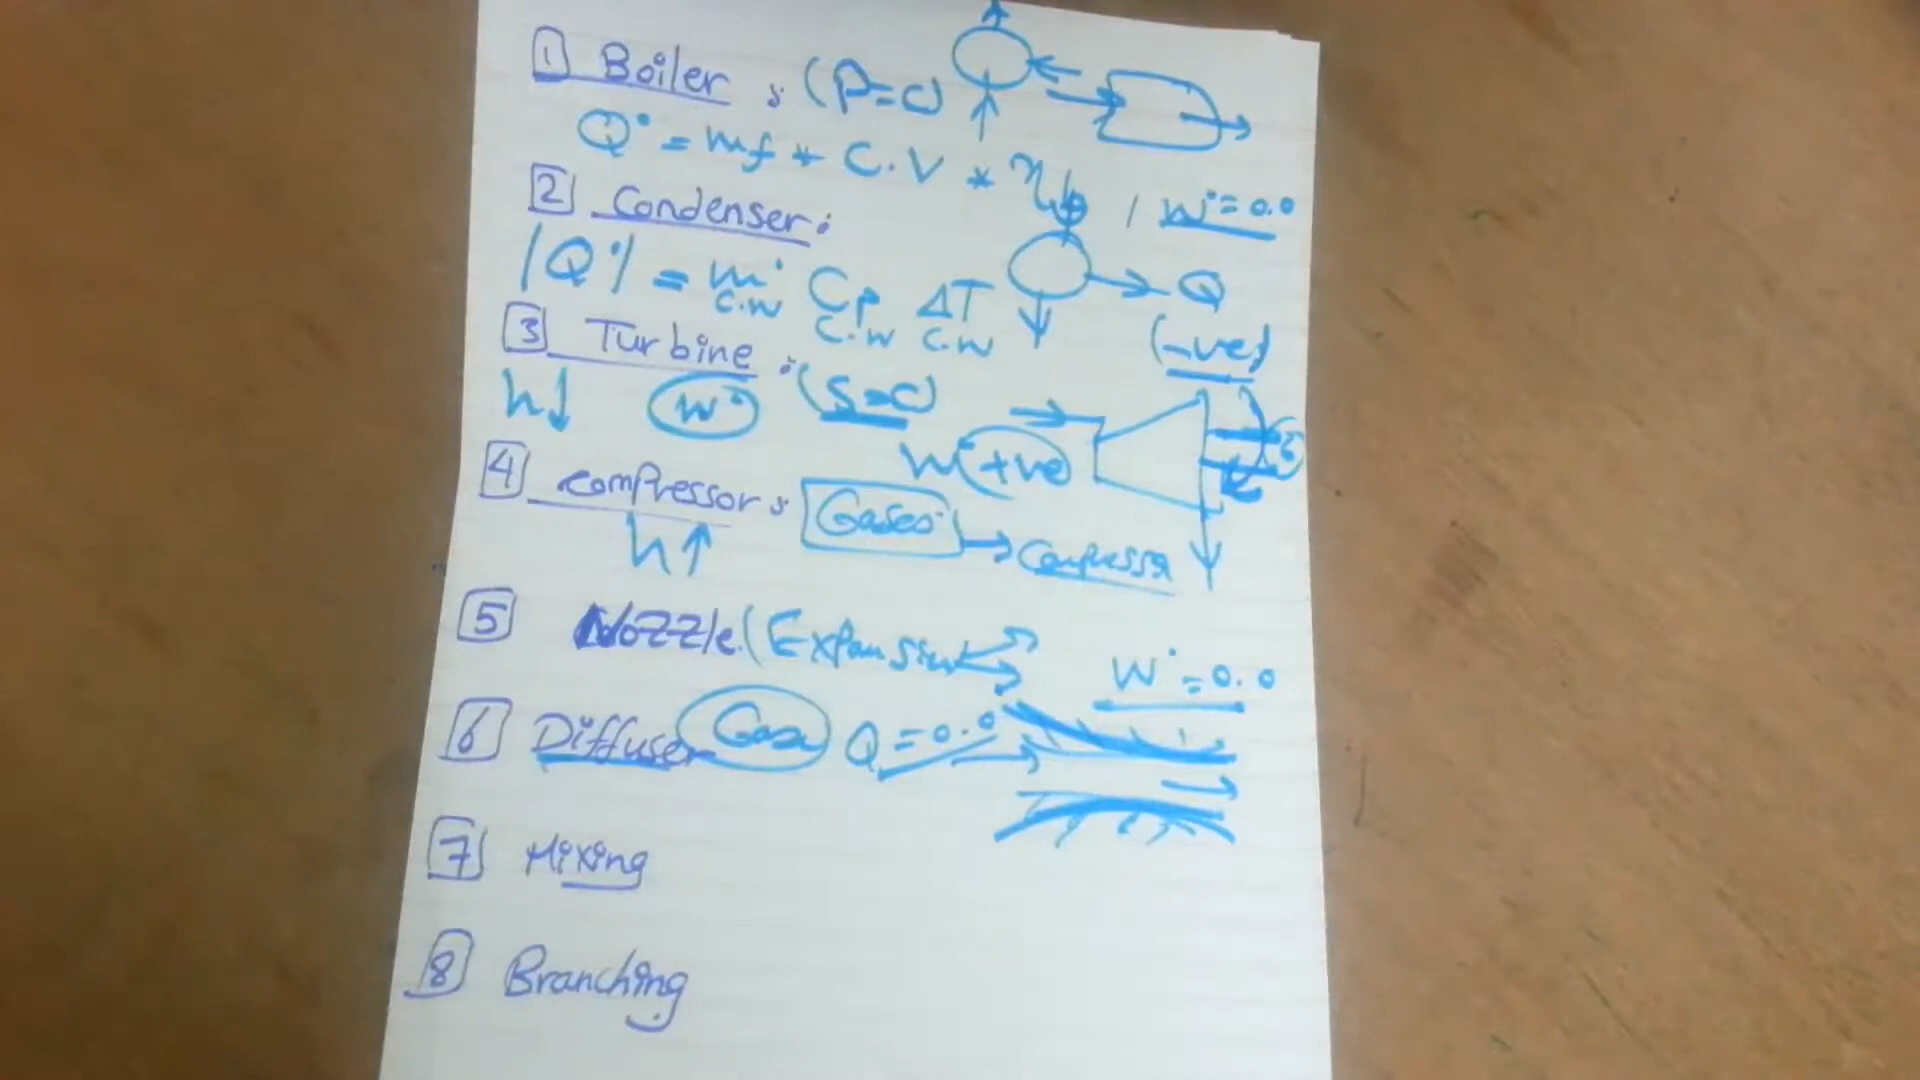 1 Boiler : (P=C)
Q° = mf * C.V * η
2 Condenser:
W° = 0.0
|Q°| = m° C.W Cp C.W ΔT C.W
Q
(-ve)
3 Turbine : (S=C)
h↓ W°
W (+ve)
4 Compressor : Gases → Compressor
h↑
5 Nozzle (Expansion
W° = 0.0
6 Diffuser Q = 0.0
7 Mixing
8 Branching